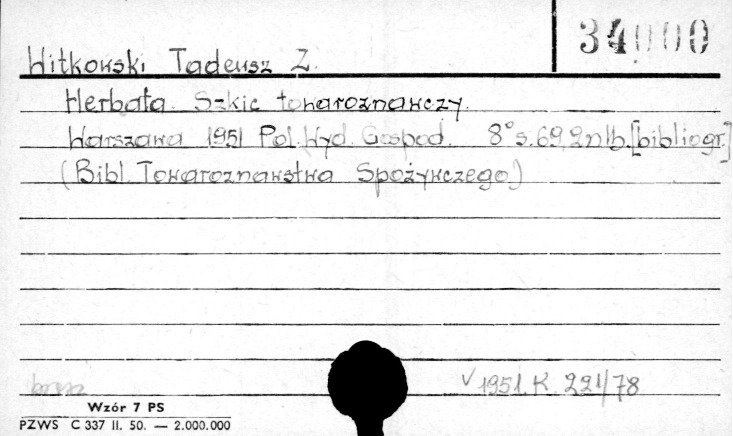 34000
Witkowski Tadeusz Z.
Herbata. Szkic towaroznawczy.
Warszawa 1951 Pol. Wyd. Gospod. 8° s. 69, 2 nlb. [bibliogr.]
(Bibl. Towaroznawstwa Spożywczego)
v 1951. K. 221/78
Wzór 7 PS
PZWS C 337 II. 50. — 2.000.000